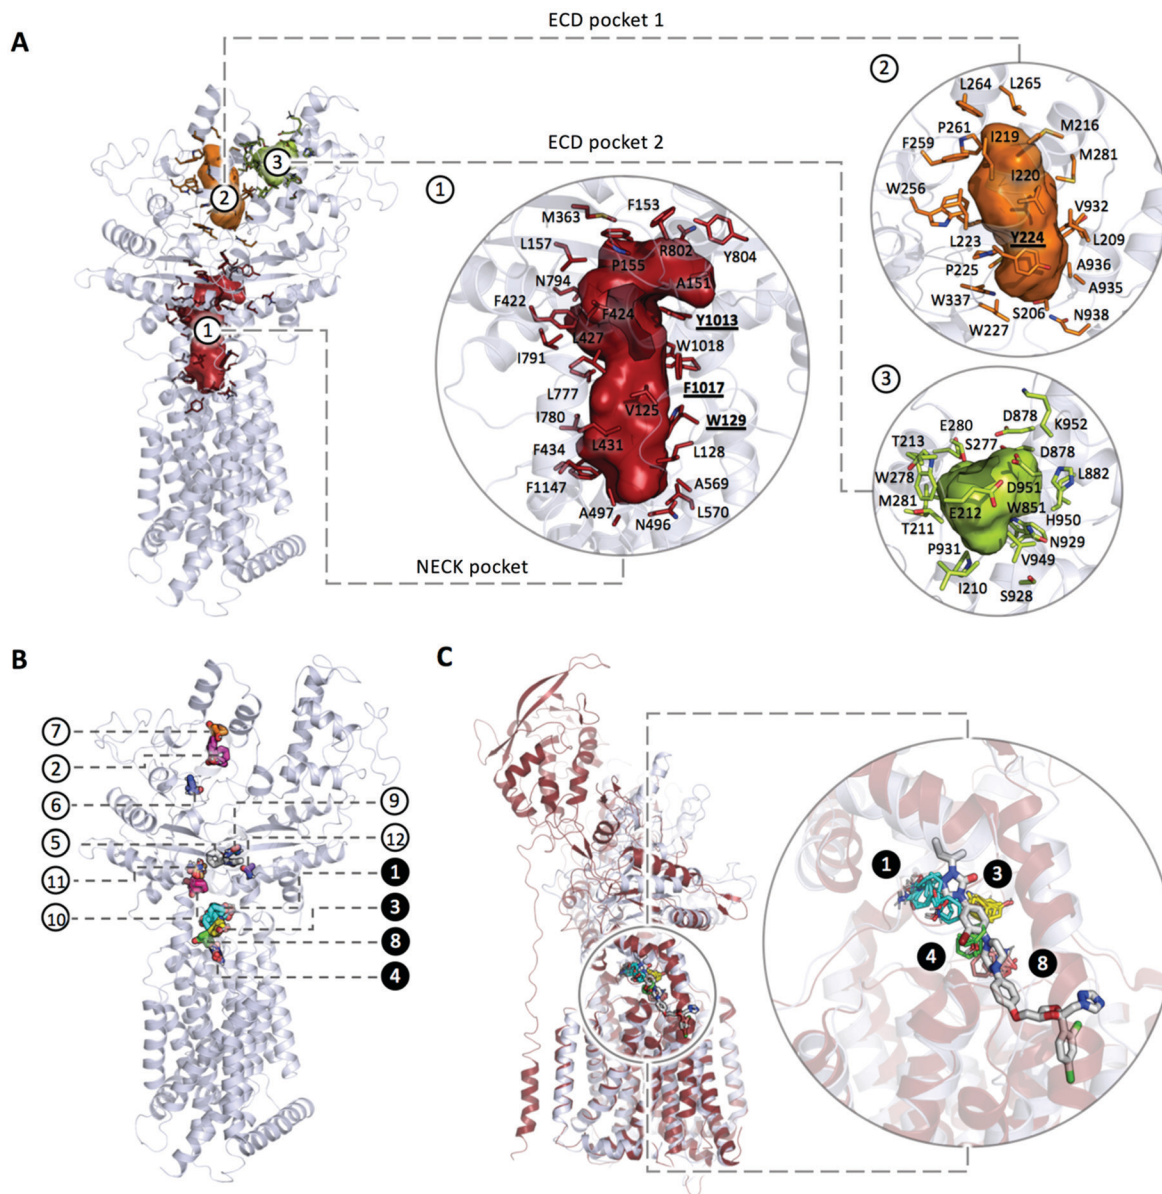 A
ECD pocket 1
ECD pocket 2
NECK pocket
3
2
1
1
F153
M363
L157
P155
R802
Y804
N794
A151
F422
F424
Y1013
L427
I791
W1018
L777
F1017
V125
I780
W129
L431
F434
L128
F1147
A569
A497
N496
L570
2
L264
L265
P261
I219
M216
F259
M281
I220
W256
V932
L223
Y224
L209
P225
A936
A935
W337
S206
N938
W227
3
D878
K952
E280
S277
T213
D878
W278
L882
D951
M281
E212
W851
H950
T211
N929
P931
V949
I210
S928
B
7
2
6
9
5
12
11
1
10
3
8
4
C
1
3
4
8